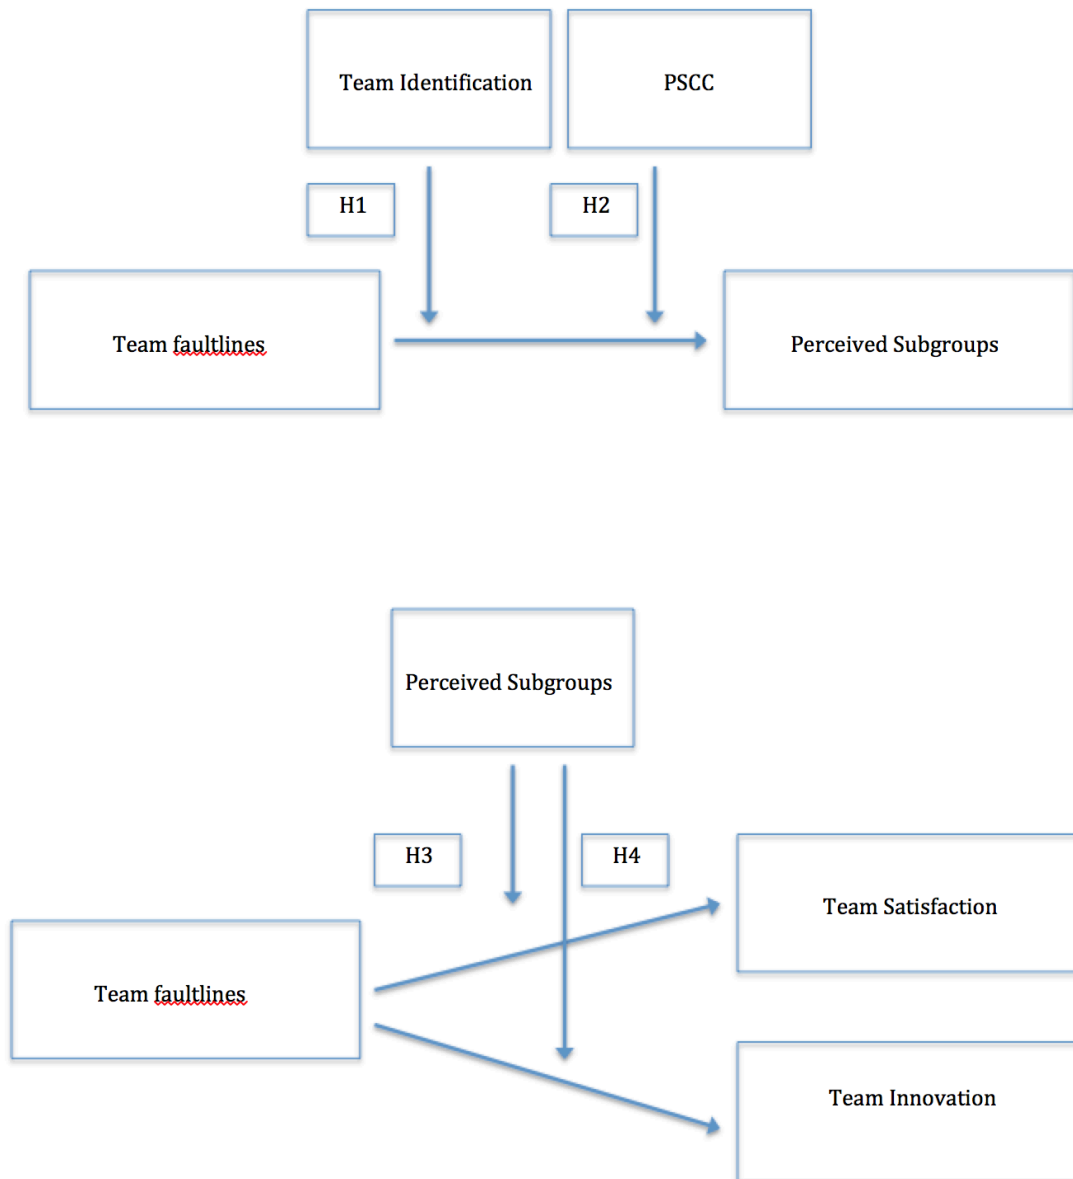 Team Identification
PSCC
H1
H2
Team faultlines
Perceived Subgroups
Perceived Subgroups
H3
H4
Team Satisfaction
Team faultlines
Team Innovation